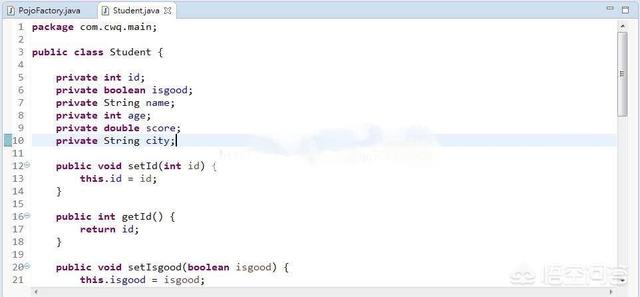 PojoFactory.java Student.java
1 package com.cwq.main;
2
3 public class Student {
4
5 private int id;
6 private boolean isgood;
7 private String name;
8 private int age;
9 private double score;
10 private String city;
11
12 public void setId(int id) {
13 this.id = id;
14 }
15
16 public int getId() {
17 return id;
18 }
19
20 public void setIsgood(boolean isgood) {
21 this.isgood = isgood;
悟空问答